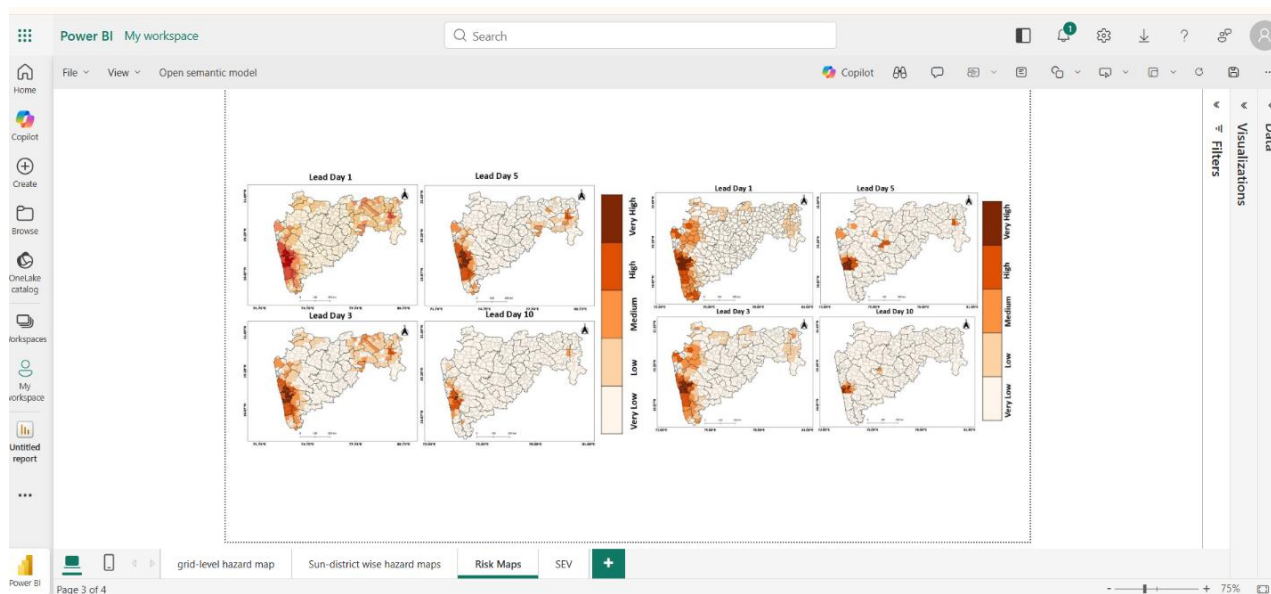 Power BI My workspace
Search
1
File View Open semantic model
Copilot
Home
Copilot
Create
Browse
OneLake
catalog
orkspaces
My
workspace
Untitled
report
Power BI
Filters
Visualizations
Data
Lead Day 1
Lead Day 5
Lead Day 3
Lead Day 10
Very High
High
Medium
Low
Very Low
Lead Day 1
Lead Day 5
Lead Day 3
Lead Day 10
Very High
High
Medium
Low
Very Low
grid-level hazard map
Sun-district wise hazard maps
Risk Maps
SEV
Page 3 of 4
75%